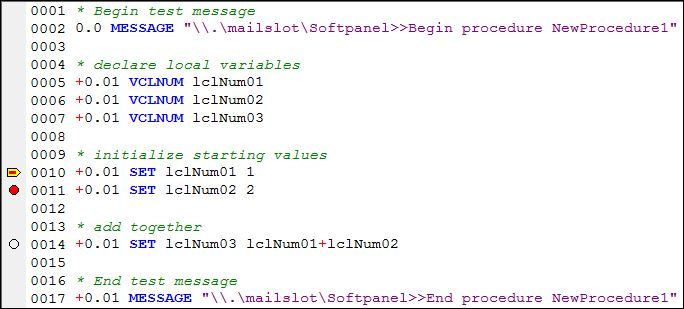 0001 * Begin test message
0002 0.0 MESSAGE "\\.\mailslot\Softpanel>>Begin procedure NewProcedure1"
0003
0004 * declare local variables
0005 +0.01 VCLNUM lclNum01
0006 +0.01 VCLNUM lclNum02
0007 +0.01 VCLNUM lclNum03
0008
0009 * initialize starting values
0010 +0.01 SET lclNum01 1
0011 +0.01 SET lclNum02 2
0012
0013 * add together
0014 +0.01 SET lclNum03 lclNum01+lclNum02
0015
0016 * End test message
0017 +0.01 MESSAGE "\\.\mailslot\Softpanel>>End procedure NewProcedure1"